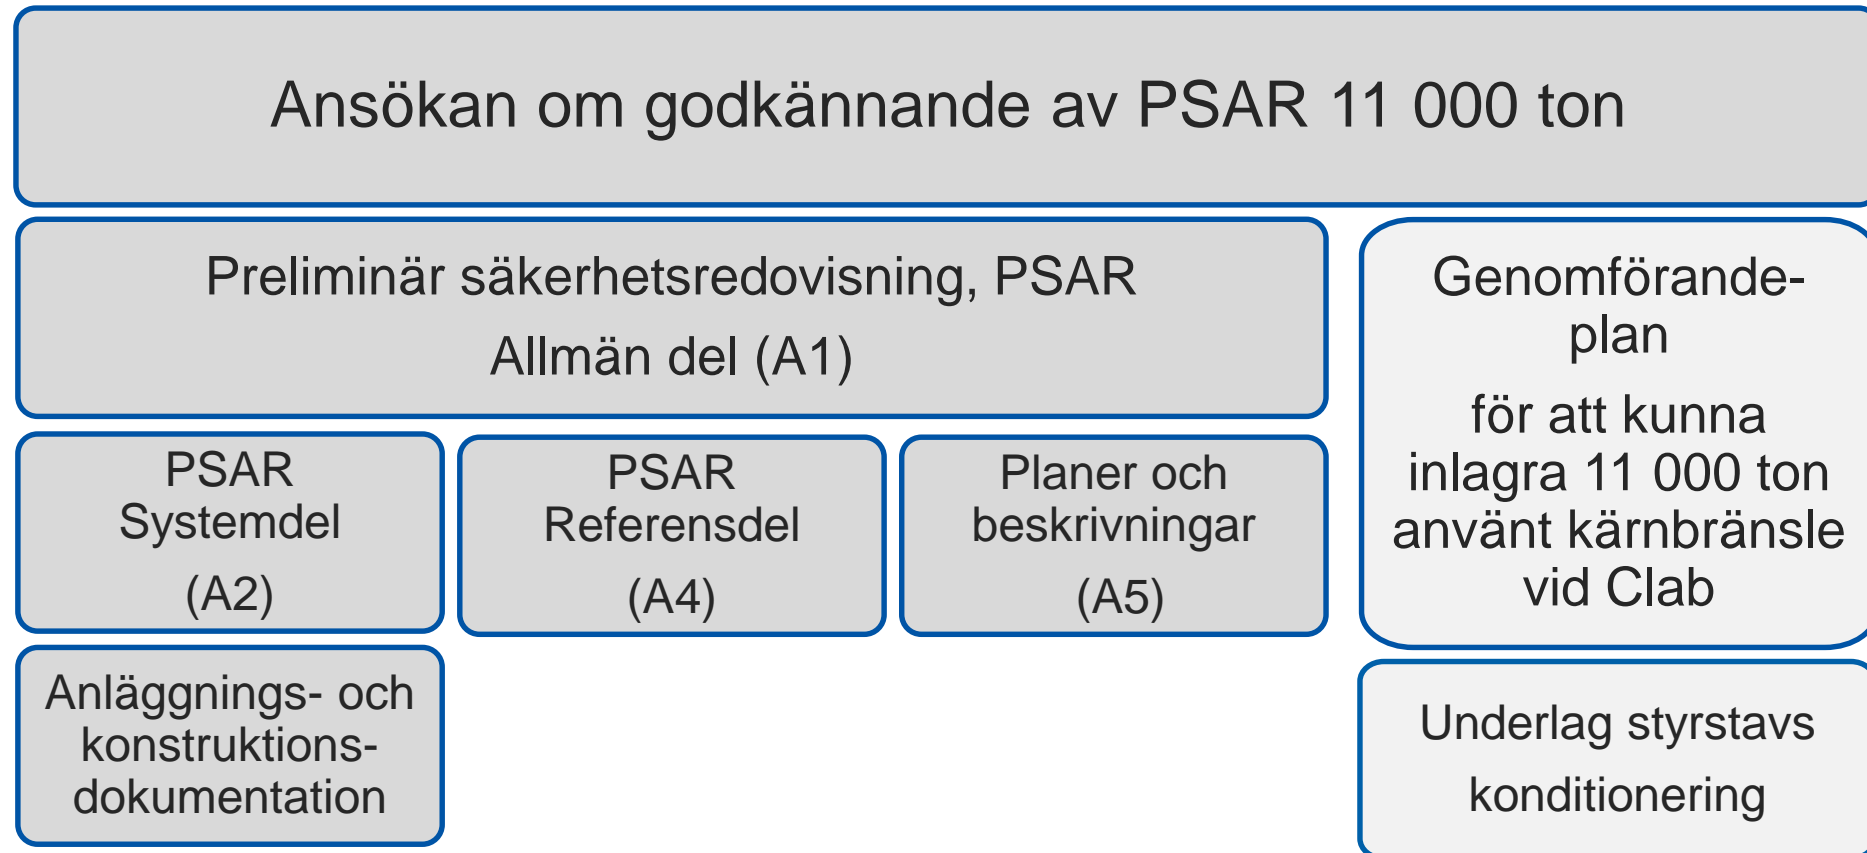 Ansökan om godkännande av PSAR 11 000 ton
Preliminär säkerhetsredovisning, PSAR
Allmän del (A1)
PSAR
Systemdel
(A2)
PSAR
Referensdel
(A4)
Planer och
beskrivningar
(A5)
Anläggnings- och
konstruktions-
dokumentation
Genomförande-
plan
för att kunna
inlagra 11 000 ton
använt kärnbränsle
vid Clab
Underlag styrstavs
konditionering